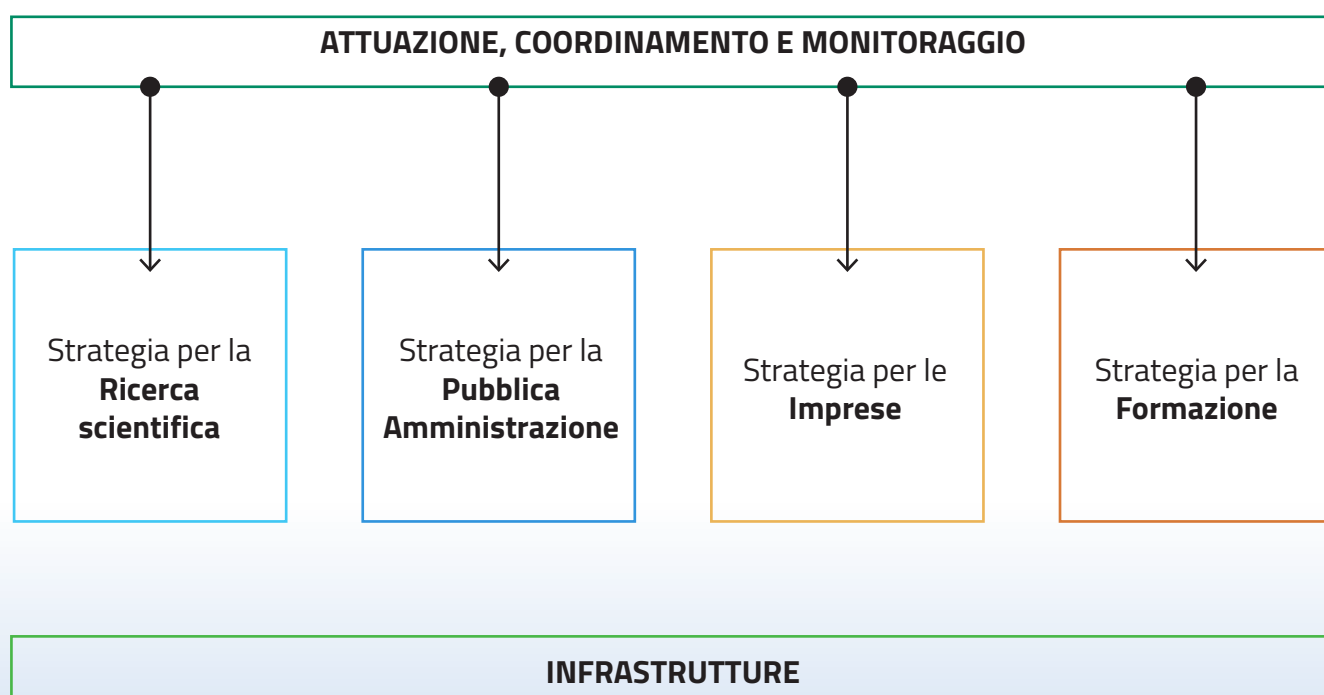 ATTUAZIONE, COORDINAMENTO E MONITORAGGIO
Strategia per la
Ricerca
scientifica
Strategia per la
Pubblica
Amministrazione
Strategia per le
Imprese
Strategia per la
Formazione
INFRASTRUTTURE